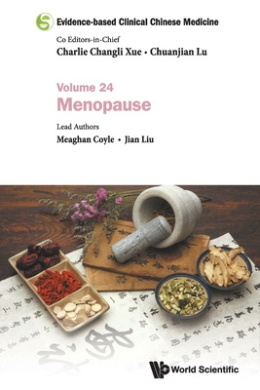 Evidence-based Clinical Chinese Medicine
Co Editors-in-Chief
Charlie Changli Xue • Chuanjian Lu
Volume 24
Menopause
Lead Authors
Meaghan Coyle • Jian Liu
World Scientific